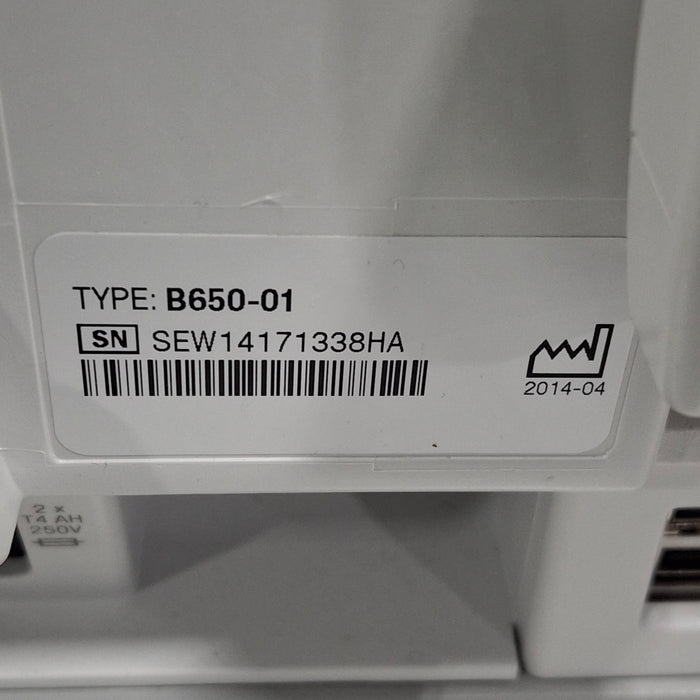 TYPE: B650-01
SN SEW14171338HA
2014-04
2 x
T4 AH
250V